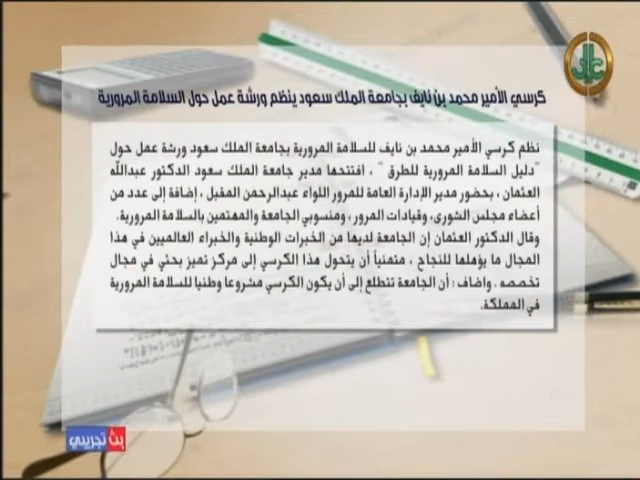 كرسي الأمير محمد بن نايف بجامعة الملك سعود ينظم ورشة عمل حول السلامة المرورية
نظم كرسي الأمير محمد بن نايف للسلامة المرورية بجامعة الملك سعود ورشة عمل حول
"دليل السلامة المرورية للطرق" ، افتتحها مدير جامعة الملك سعود الدكتور عبدالله
العثمان ، بحضور مدير الإدارة العامة للمرور اللواء عبدالرحمن المقبل ، إضافة إلى عدد من
أعضاء مجلس الشورى، وقيادات المرور ، ومنسوبي الجامعة والمهتمين بالسلامة المرورية.
وقال الدكتور العثمان إن الجامعة لديها من الخبرات الوطنية والخبراء العالميين في هذا
المجال ما يؤهلها للنجاح ، متمنياً أن يتحول هذا الكرسي إلى مركز تميز بحثي في مجال
تخصصه . واضاف : أن الجامعة تتطلع إلى أن يكون الكرسي مشروعا وطنيا للسلامة المرورية
في المملكة.
بث تجريبي